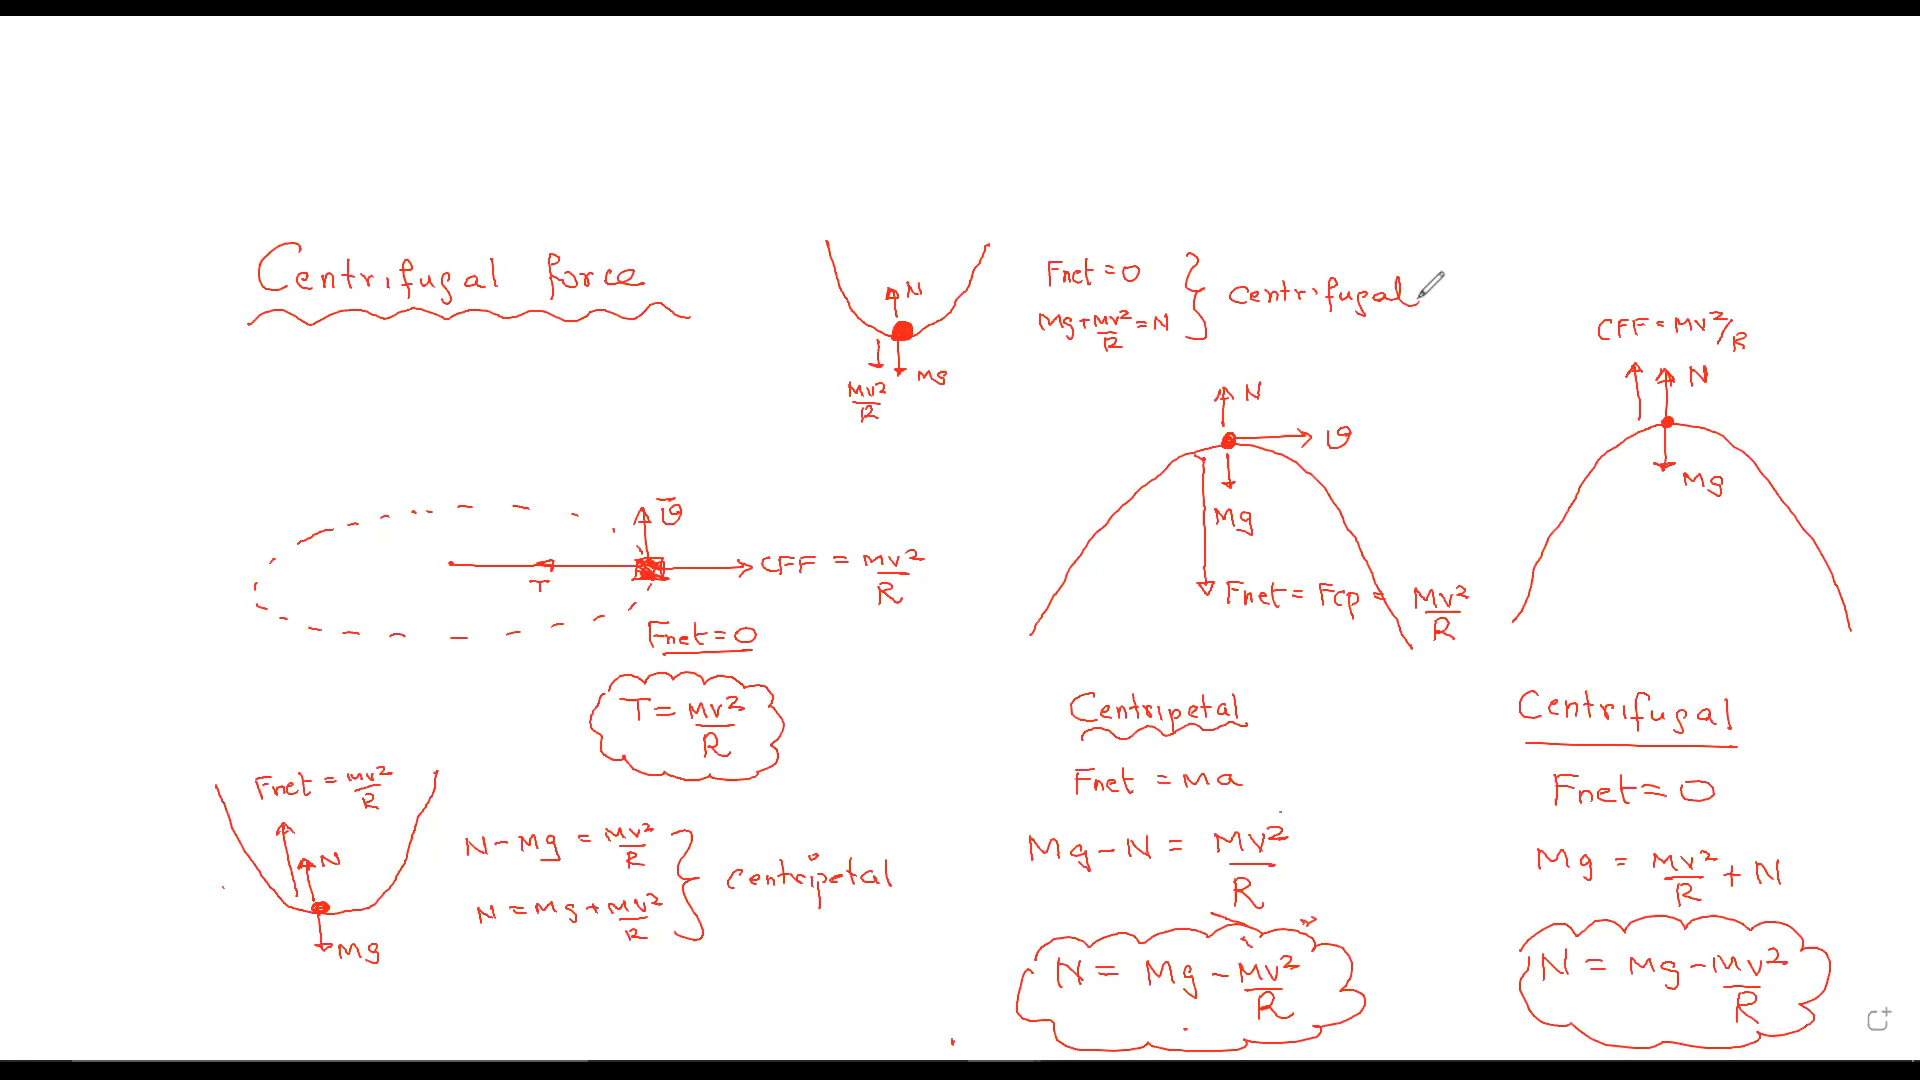 Centrifugal force
N
Mg
Mv²/R
Fnet = 0
Mg + Mv²/R = N
Centrifugal
CFF = Mv²/R
N
Mg
N
v
Mg
Fnet = Fcp = Mv²/R
v̄
T
CFF = Mv²/R
Fnet = 0
T = Mv²/R
Fnet = Mv²/R
N
Mg
N - Mg = Mv²/R
N = Mg + Mv²/R
Centripetal
Centripetal
Fnet = Ma
Mg - N = Mv²/R
N = Mg - Mv²/R
Centrifugal
Fnet = 0
Mg = Mv²/R + N
N = Mg - Mv²/R